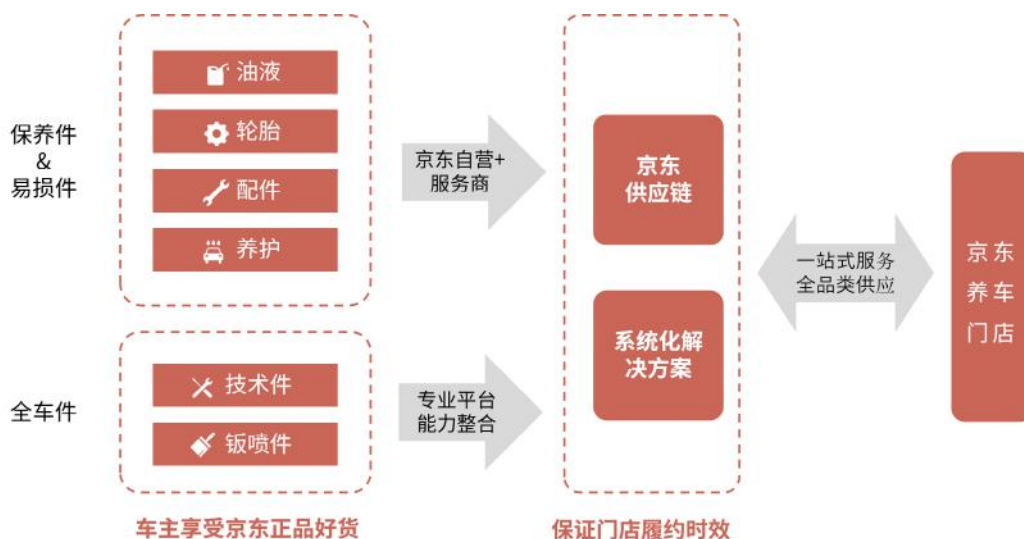 保养件
&
易损件
油液
轮胎
配件
养护
京东自营+
服务商
全车件
技术件
钣喷件
专业平台
能力整合
京东
供应链
系统化解
决方案
一站式服务
全品类供应
京东
养车
门店
车主享受京东正品好货
保证门店履约时效